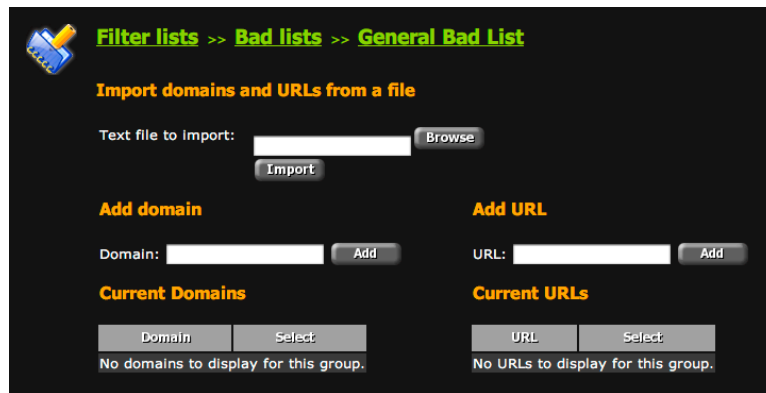 Filter lists >> Bad lists >> General Bad List
Import domains and URLs from a file
Text file to import:
Browse
Import
Add domain
Domain:
Add
Current Domains
Domain Select
No domains to display for this group.
Add URL
URL:
Add
Current URLs
URL Select
No URLs to display for this group.